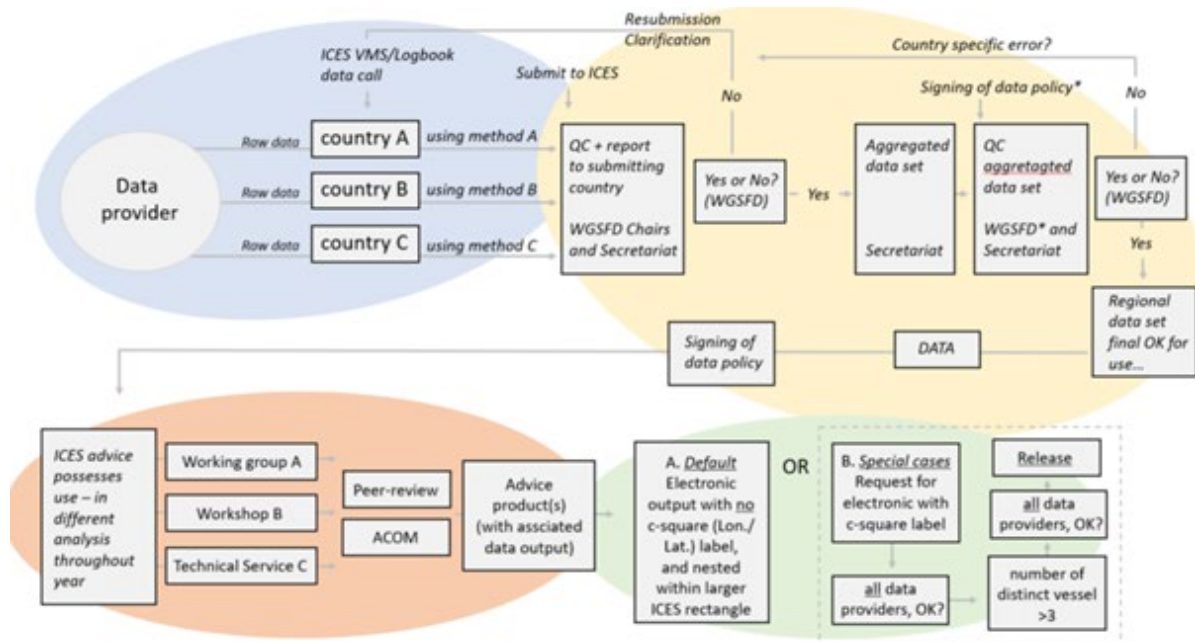 Resubmission
Clarification
ICES VMS/Logbook
data call
Submit to ICES
Country specific error?
No
Signing of data policy*
No
Data
provider
Raw data
country A
using method A
Raw data
country B
using method B
Raw data
country C
using method C
QC + report
to submitting
country
WGSFD Chairs
and Secretariat
Yes or No?
(WGSFD)
Yes
Aggregated
data set
Secretariat
QC
aggretagted
data set
WGSFD* and
Secretariat
Yes or No?
(WGSFD)
Yes
Regional
data set
final OK for
use...
DATA
Signing of
data policy
ICES advice
possesses
use – in
different
analysis
throughout
year
Working group A
Workshop B
Technical Service C
Peer-review
ACOM
Advice
product(s)
(with assciated
data output)
A. Default
Electronic
output with no
c-square (Lon./
Lat.) label,
and nested
within larger
ICES rectangle
OR
B. Special cases
Request for
electronic with
c-square label
all data
providers, OK?
number of
distinct vessel
>3
all data
providers, OK?
Release